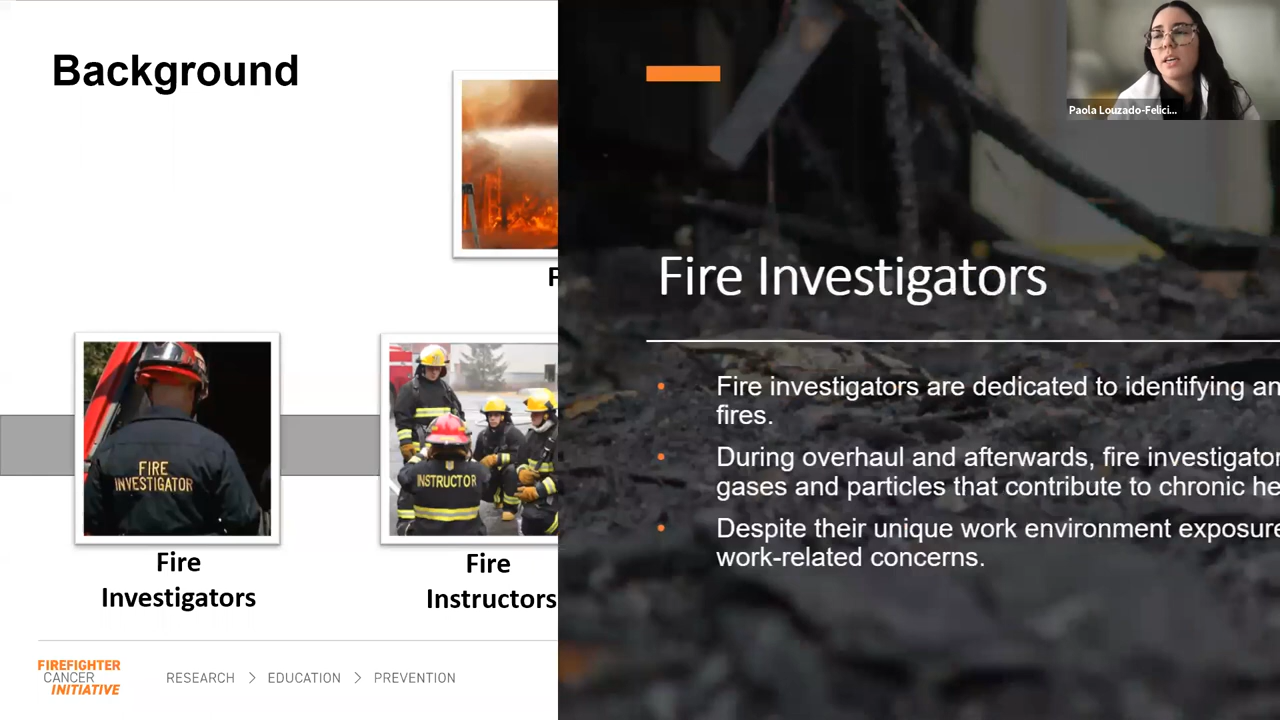 Background
F
FIRE
INVESTIGATOR
INSTRUCTOR
Fire
Investigators
Fire
Instructors
FIREFIGHTER
CANCER
INITIATIVE
RESEARCH > EDUCATION > PREVENTION
Paola Louzado-Felici...
Fire Investigators
• Fire investigators are dedicated to identifying an
fires.
• During overhaul and afterwards, fire investigator
gases and particles that contribute to chronic he
• Despite their unique work environment exposure
work-related concerns.